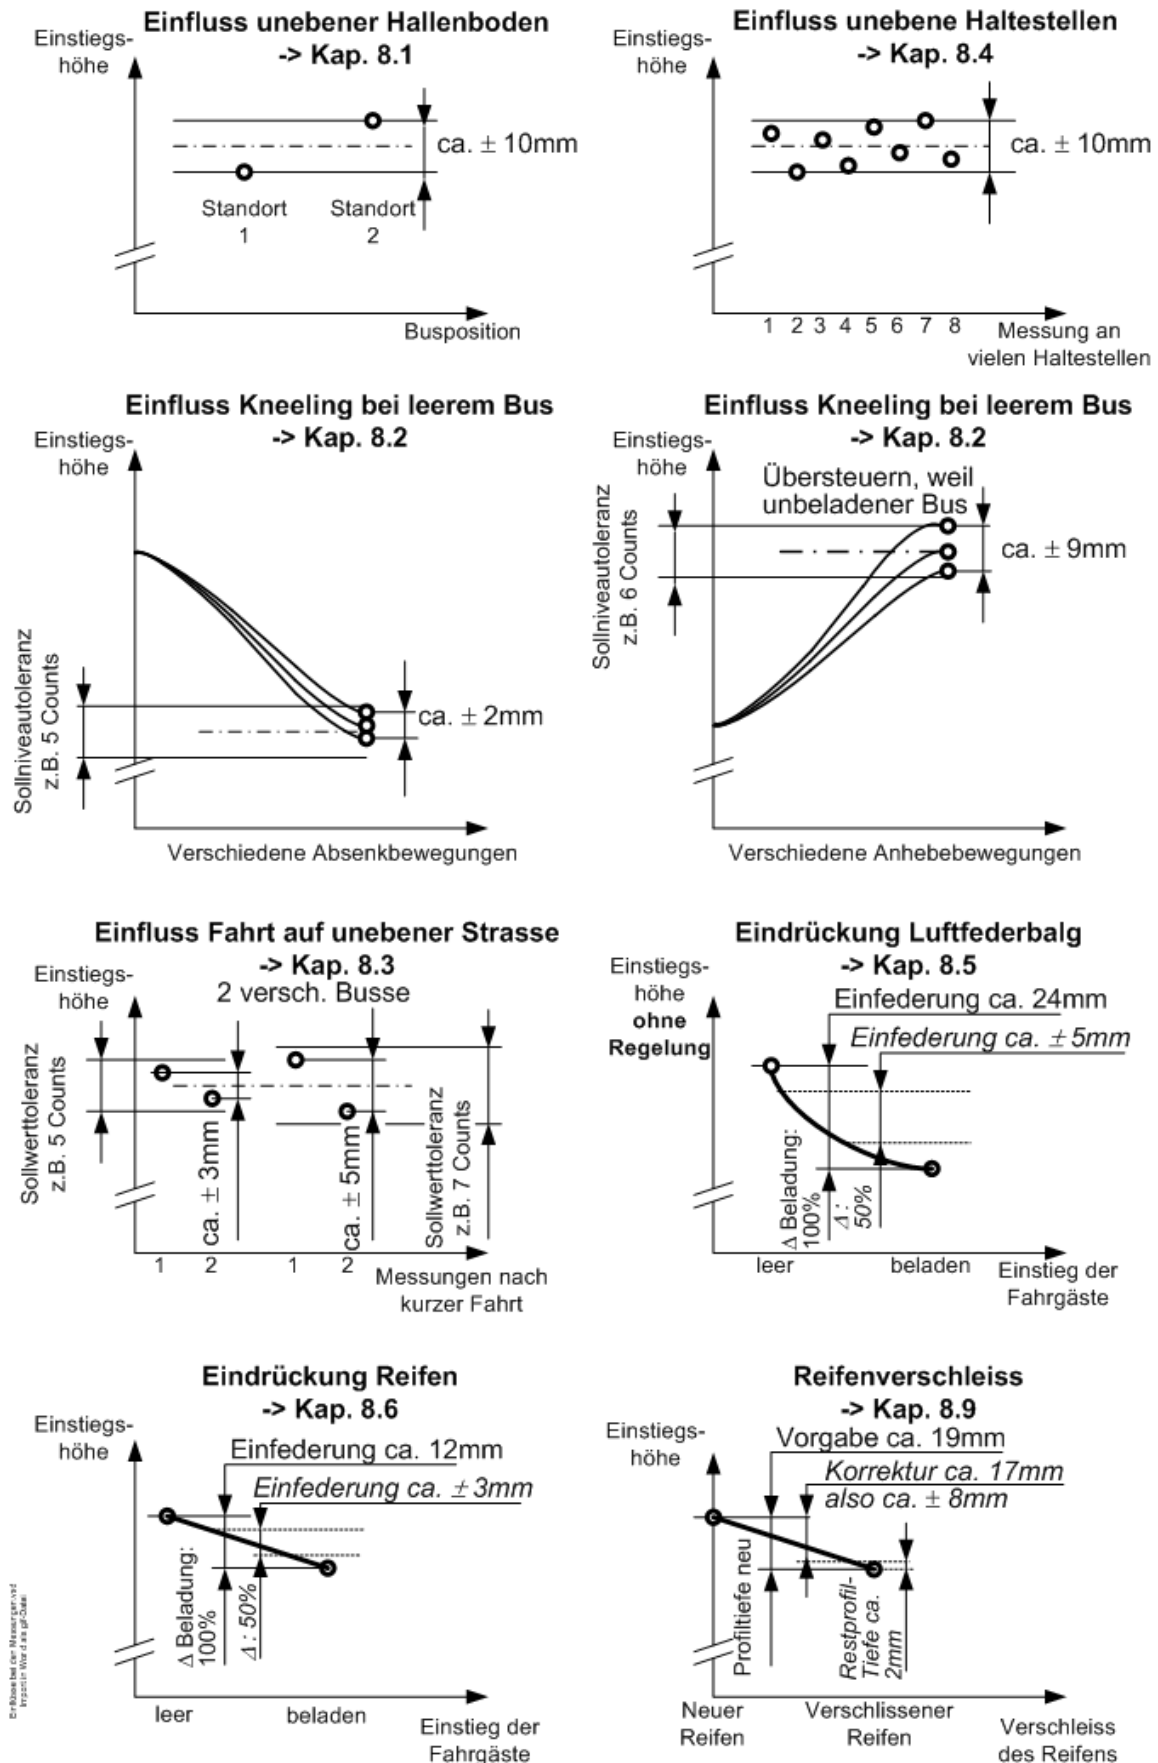 Einfluss unebener Hallenboden
-> Kap. 8.1
Einstiegs-
höhe
ca. ± 10mm
Standort
1
Standort
2
Busposition
Einfluss unebene Haltestellen
-> Kap. 8.4
Einstiegs-
höhe
ca. ± 10mm
1 2 3 4 5 6 7 8
Messung an
vielen Haltestellen
Einfluss Kneeling bei leerem Bus
-> Kap. 8.2
Einstiegs-
höhe
Sollniveautoleranz
z.B. 5 Counts
ca. ± 2mm
Verschiedene Absenkbewegungen
Einfluss Kneeling bei leerem Bus
-> Kap. 8.2
Einstiegs-
höhe
Übersteuern, weil
unbeladener Bus
Sollniveautoleranz
z.B. 6 Counts
ca. ± 9mm
Verschiedene Anhebebewegungen
Einfluss Fahrt auf unebener Strasse
-> Kap. 8.3
Einstiegs-
höhe
2 versch. Busse
Sollwerttoleranz
z.B. 5 Counts
ca. ± 3mm
ca. ± 5mm
Sollwerttoleranz
z.B. 7 Counts
1 2 1 2
Messungen nach
kurzer Fahrt
Eindrückung Luftfederbalg
-> Kap. 8.5
Einstiegs-
höhe
ohne
Regelung
Einfederung ca. 24mm
Einfederung ca. ± 5mm
Δ Beladung:
100%
Δ :
50%
leer
beladen
Einstieg der
Fahrgäste
Eindrückung Reifen
-> Kap. 8.6
Einstiegs-
höhe
Einfederung ca. 12mm
Einfederung ca. ± 3mm
Δ Beladung:
100%
Δ : 50%
leer
beladen
Einstieg der
Fahrgäste
Reifenverschleiss
-> Kap. 8.9
Einstiegs-
höhe
Vorgabe ca. 19mm
Korrektur ca. 17mm
also ca. ± 8mm
Profiltiefe neu
Restprofil-
Tiefe ca.
2mm
Neuer
Reifen
Verschlissener
Reifen
Verschleiss
des Reifens